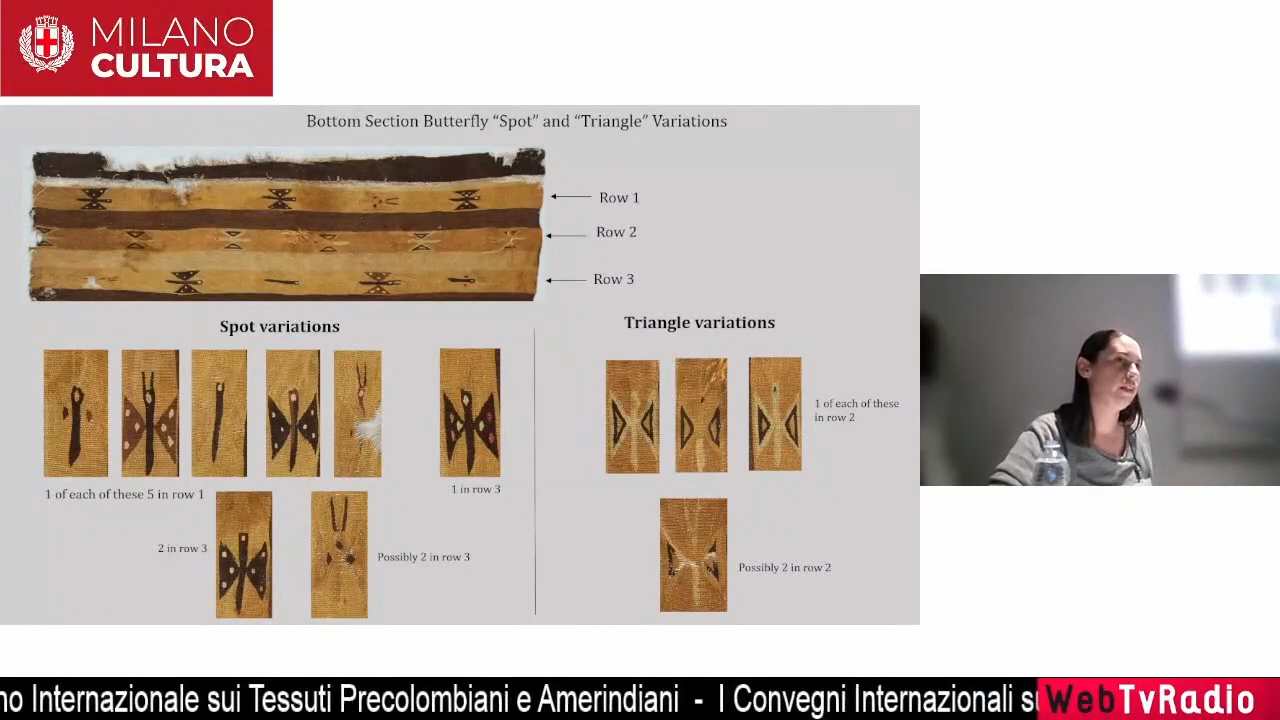 MILANO
CULTURA
Bottom Section Butterfly “Spot” and “Triangle” Variations
Row 1
Row 2
Row 3
Spot variations
Triangle variations
1 of each of these
in row 2
1 of each of these 5 in row 1
1 in row 3
2 in row 3
Possibly 2 in row 3
Possibly 2 in row 2
no Internazionale sui Tessuti Precolombiani e Amerindiani - I Convegni Internazionali su
WebTvRadio